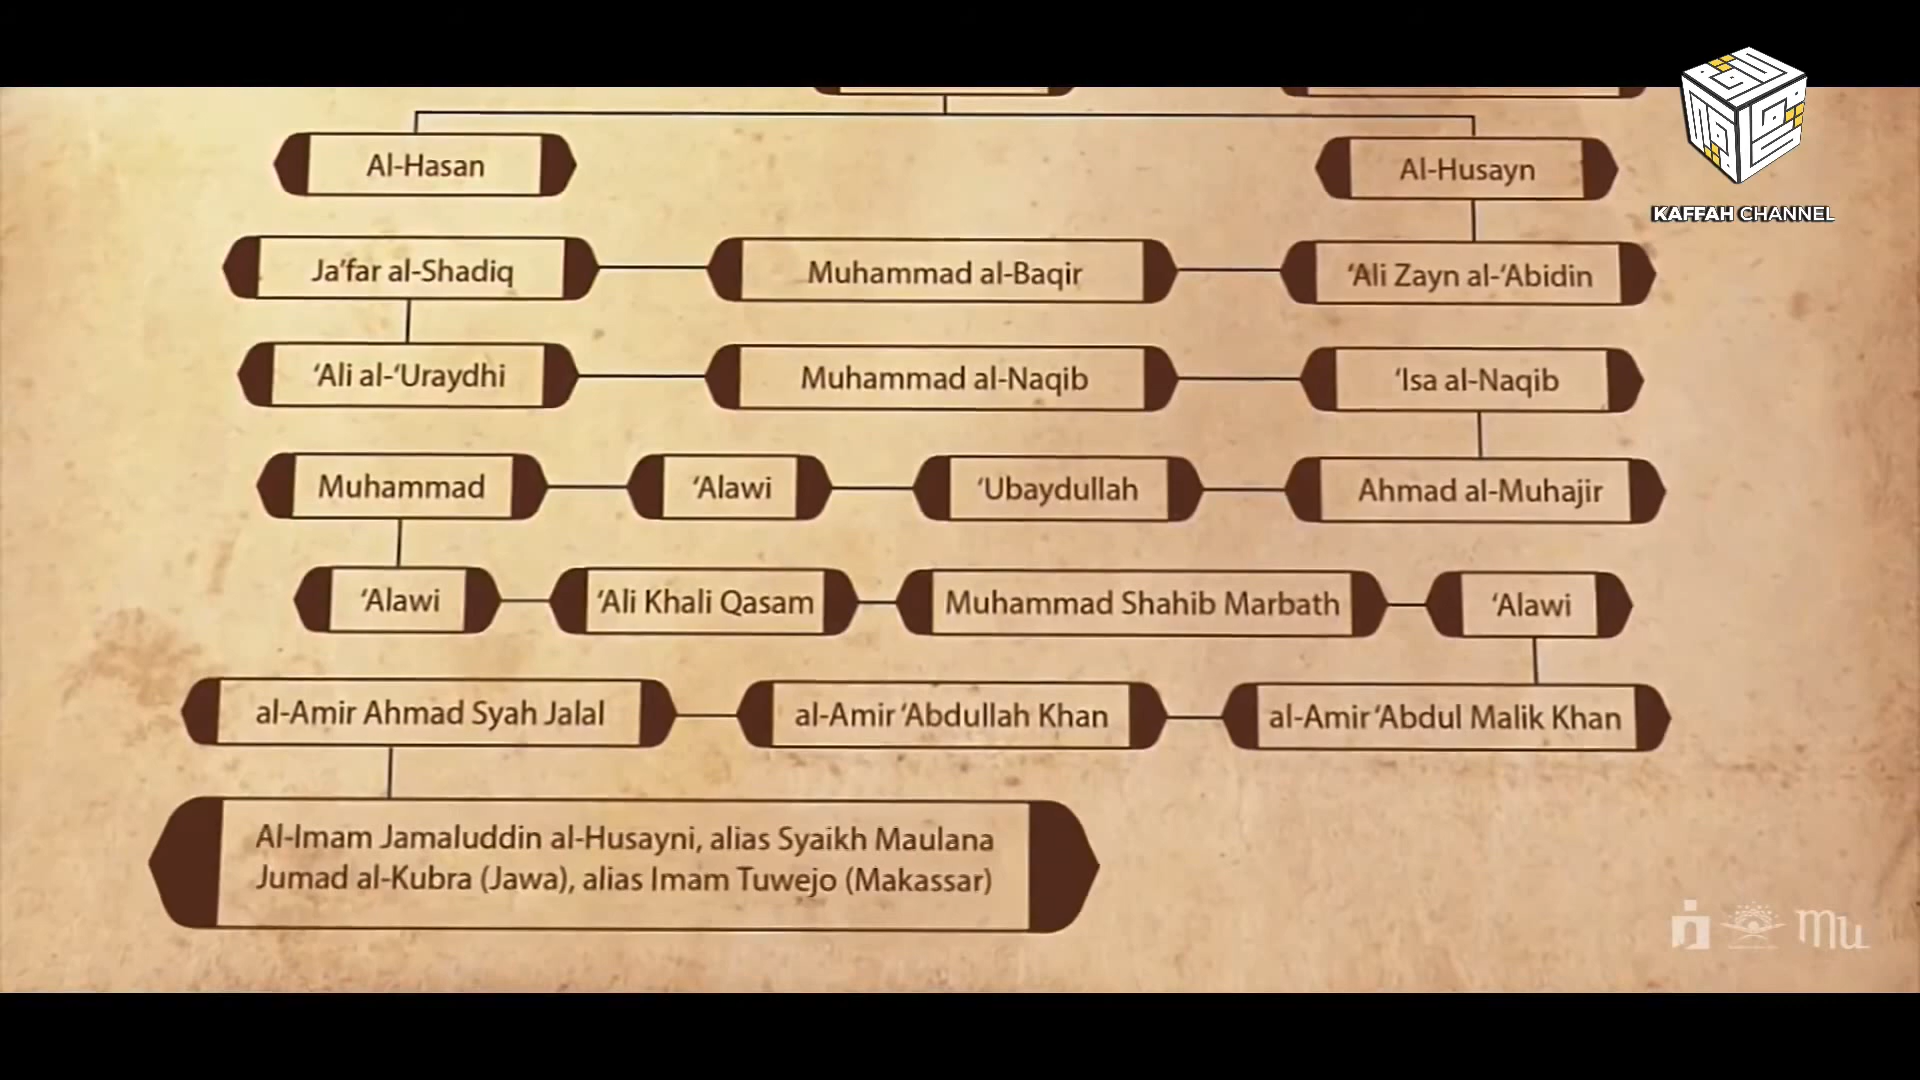 KAFFAH CHANNEL
Al-Hasan
Al-Husayn
Ja'far al-Shadiq
Muhammad al-Baqir
‘Ali Zayn al-‘Abidin
‘Ali al-‘Uraydhi
Muhammad al-Naqib
‘Isa al-Naqib
Muhammad
‘Alawi
‘Ubaydullah
Ahmad al-Muhajir
‘Alawi
‘Ali Khali Qasam
Muhammad Shahib Marbath
‘Alawi
al-Amir Ahmad Syah Jalal
al-Amir ‘Abdullah Khan
al-Amir ‘Abdul Malik Khan
Al-Imam Jamaluddin al-Husayni, alias Syaikh Maulana
Jumad al-Kubra (Jawa), alias Imam Tuwejo (Makassar)
Mu